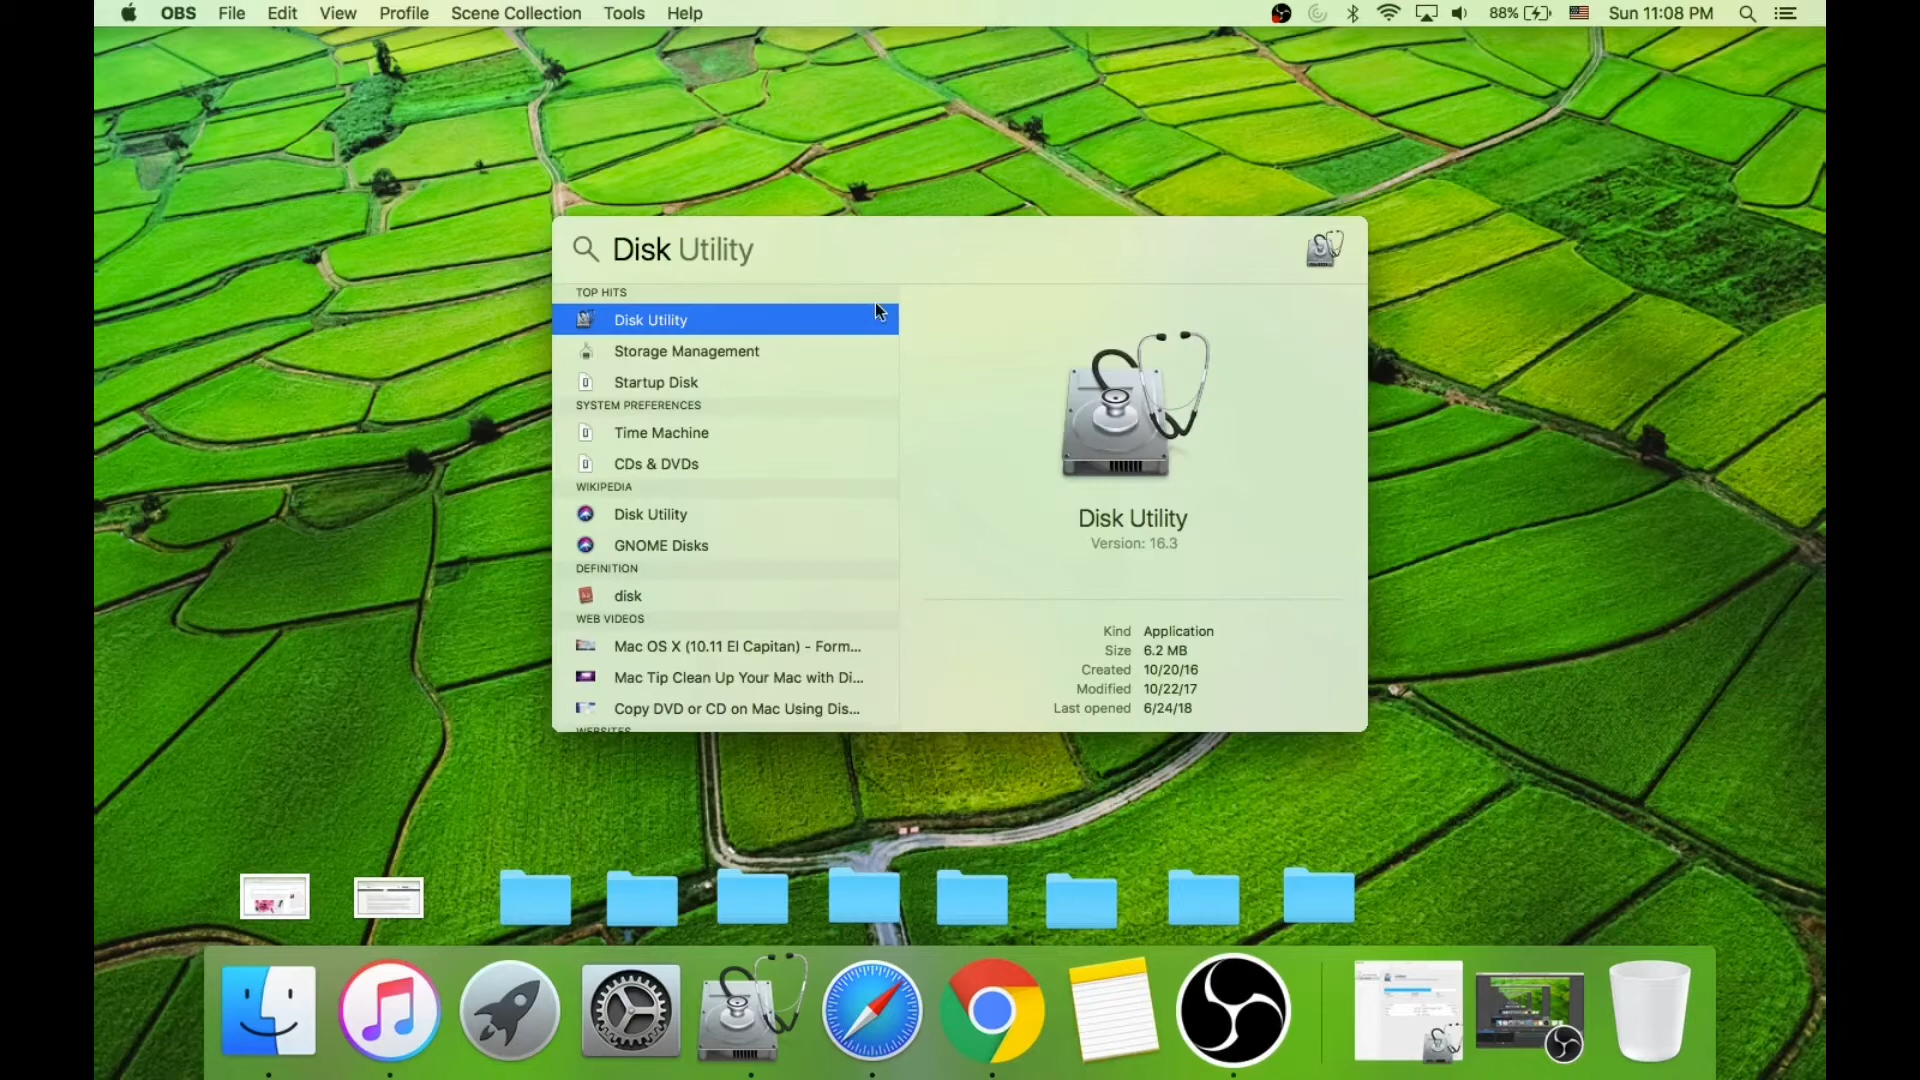 OBS File Edit View Profile Scene Collection Tools Help 88% Sun 11:08 PM
Disk Utility
TOP HITS
Disk Utility
Storage Management
Startup Disk
SYSTEM PREFERENCES
Time Machine
CDs & DVDs
WIKIPEDIA
Disk Utility
GNOME Disks
DEFINITION
disk
WEB VIDEOS
Mac OS X (10.11 El Capitan) - Form...
Mac Tip Clean Up Your Mac with Di...
Copy DVD or CD on Mac Using Dis...
WEBSITES
Disk Utility
Version: 16.3
Kind Application
Size 6.2 MB
Created 10/20/16
Modified 10/22/17
Last opened 6/24/18